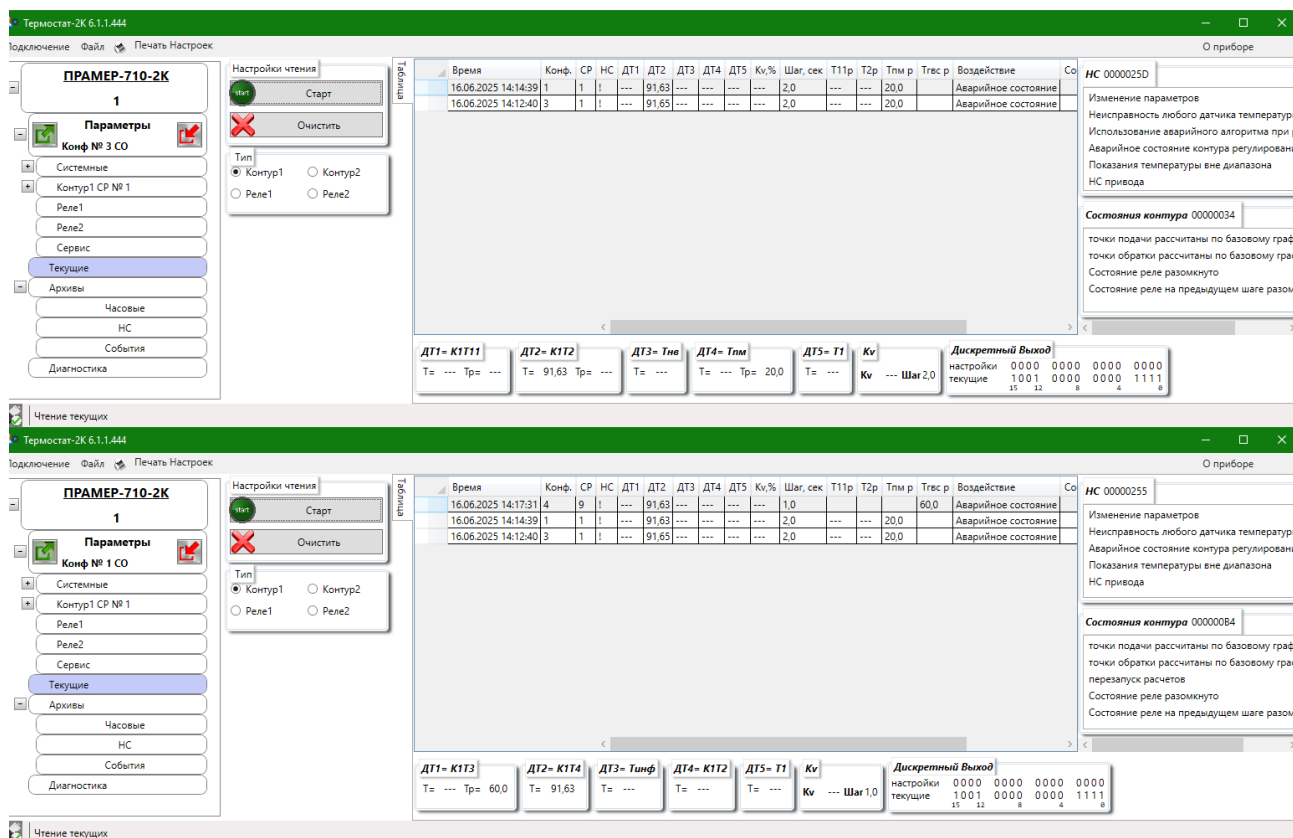 Термостат-2К 6.1.1.444
Подключение Файл Печать Настроек О приборе
ПРАМЕР-710-2К
1
Параметры
Конф № 3 СО
Системные
Контур1 СР № 1
Реле1
Реле2
Сервис
Текущие
Архивы
Часовые
НС
События
Диагностика
Настройки чтения
start Старт
Очистить
Тип
Контур1 Контур2
Реле1 Реле2
Таблица
Время Конф. СР НС ДТ1 ДТ2 ДТ3 ДТ4 ДТ5 Kv,% Шаг, сек Т11р Т2р Тпм р Тгвс р Воздействие Со
16.06.2025 14:14:39 1 1 ! --- 91,63 --- --- --- --- 2,0 --- --- 20,0 Аварийное состояние
16.06.2025 14:12:40 3 1 ! --- 91,65 --- --- --- --- 2,0 --- --- 20,0 Аварийное состояние
НС 0000025D
Изменение параметров
Неисправность любого датчика температур
Использование аварийного алгоритма при
Аварийное состояние контура регулирован
Показания температуры вне диапазона
НС привода
Состояния контура 00000034
точки подачи рассчитаны по базовому граф
точки обратки рассчитаны по базовому гра
Состояние реле разомкнуто
Состояние реле на предыдущем шаге разом
ДТ1= К1Т11 ДТ2= К1Т2 ДТ3= Тнв ДТ4= Тпм ДТ5= Т1 Kv Дискретный Выход
Т= --- Тр= --- Т= 91,63 Тр= --- Т= --- Т= --- Тр= 20,0 Т= --- Kv --- Шаг 2,0
настройки 0000 0000 0000 0000
текущие 1001 0000 0000 1111
15 12 8 4 0
Чтение текущих
Термостат-2К 6.1.1.444
Подключение Файл Печать Настроек О приборе
ПРАМЕР-710-2К
1
Параметры
Конф № 1 СО
Системные
Контур1 СР № 1
Реле1
Реле2
Сервис
Текущие
Архивы
Часовые
НС
События
Диагностика
Настройки чтения
start Старт
Очистить
Тип
Контур1 Контур2
Реле1 Реле2
Таблица
Время Конф. СР НС ДТ1 ДТ2 ДТ3 ДТ4 ДТ5 Kv,% Шаг, сек Т11р Т2р Тпм р Тгвс р Воздействие Со
16.06.2025 14:17:31 4 9 ! --- 91,63 --- --- --- --- 1,0 60,0 Аварийное состояние
16.06.2025 14:14:39 1 1 ! --- 91,63 --- --- --- --- 2,0 --- --- 20,0 Аварийное состояние
16.06.2025 14:12:40 3 1 ! --- 91,65 --- --- --- --- 2,0 --- --- 20,0 Аварийное состояние
НС 00000255
Изменение параметров
Неисправность любого датчика температур
Аварийное состояние контура регулирован
Показания температуры вне диапазона
НС привода
Состояния контура 000000B4
точки подачи рассчитаны по базовому граф
точки обратки рассчитаны по базовому гра
перезапуск расчетов
Состояние реле разомкнуто
Состояние реле на предыдущем шаге разом
ДТ1= К1Т3 ДТ2= К1Т4 ДТ3= Тинф ДТ4= К1Т2 ДТ5= Т1 Kv Дискретный Выход
Т= --- Тр= 60,0 Т= 91,63 Т= --- Т= --- Т= --- Kv --- Шаг 1,0
настройки 0000 0000 0000 0000
текущие 1001 0000 0000 1111
15 12 8 4 0
Чтение текущих